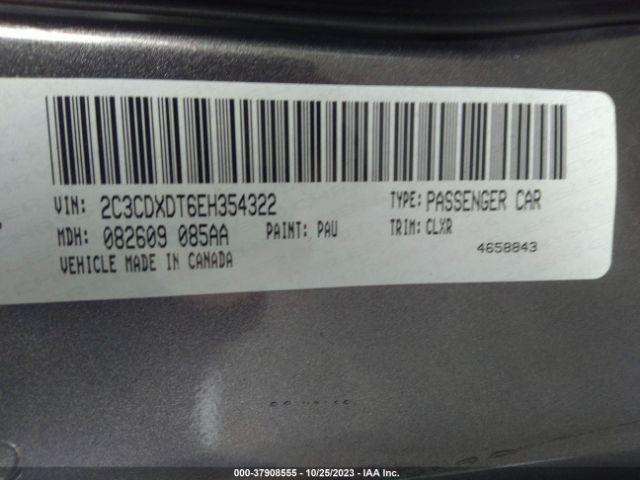 VIN: 2C3CDXDT6EH354322 TYPE: PASSENGER CAR
MDH: 082609 085AA PAINT: PAU TRIM: CLXR
4658843
VEHICLE MADE IN CANADA
000-37908555 - 10/25/2023 - IAA Inc.